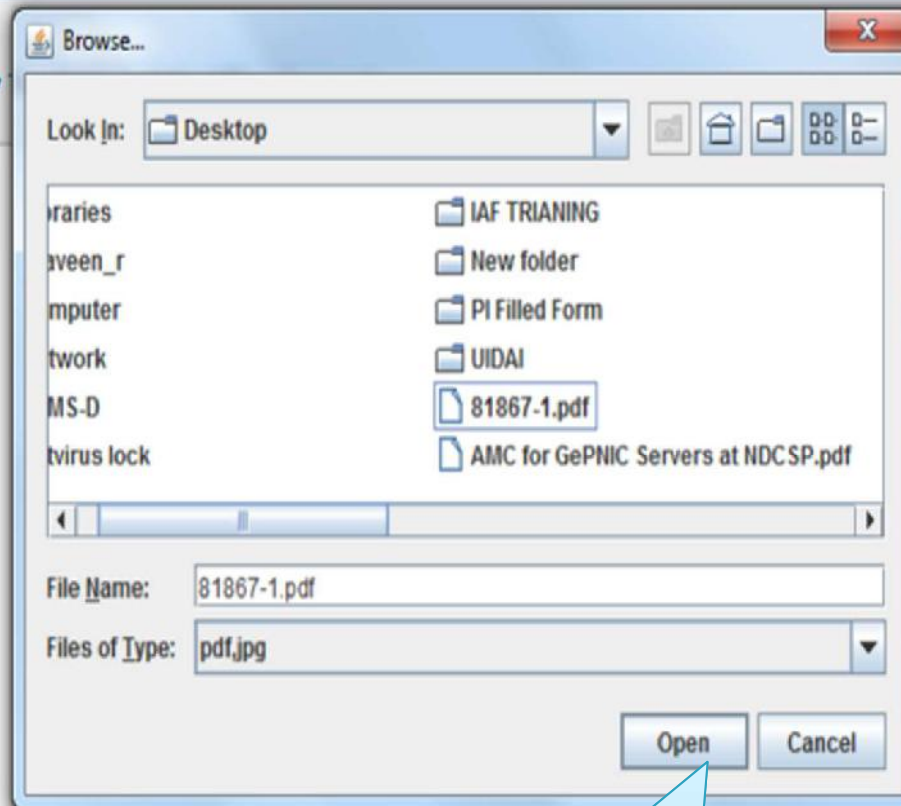 Browse...
Look In: Desktop
raries
IAF TRIANING
aveen_r
New folder
mputer
PI Filled Form
twork
UIDAI
MS-D
81867-1.pdf
tvirus lock
AMC for GePNIC Servers at NDCSP.pdf
File Name: 81867-1.pdf
Files of Type: pdf,jpg
Open Cancel